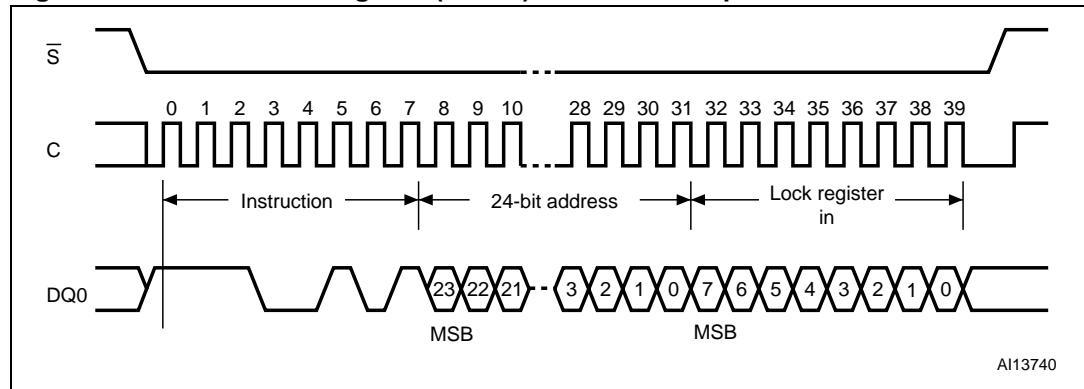 S̅
0 1 2 3 4 5 6 7 8 9 10 28 29 30 31 32 33 34 35 36 37 38 39
C
Instruction 24-bit address Lock register
in
DQ0 23 22 21 3 2 1 0 7 6 5 4 3 2 1 0
MSB MSB
AI13740